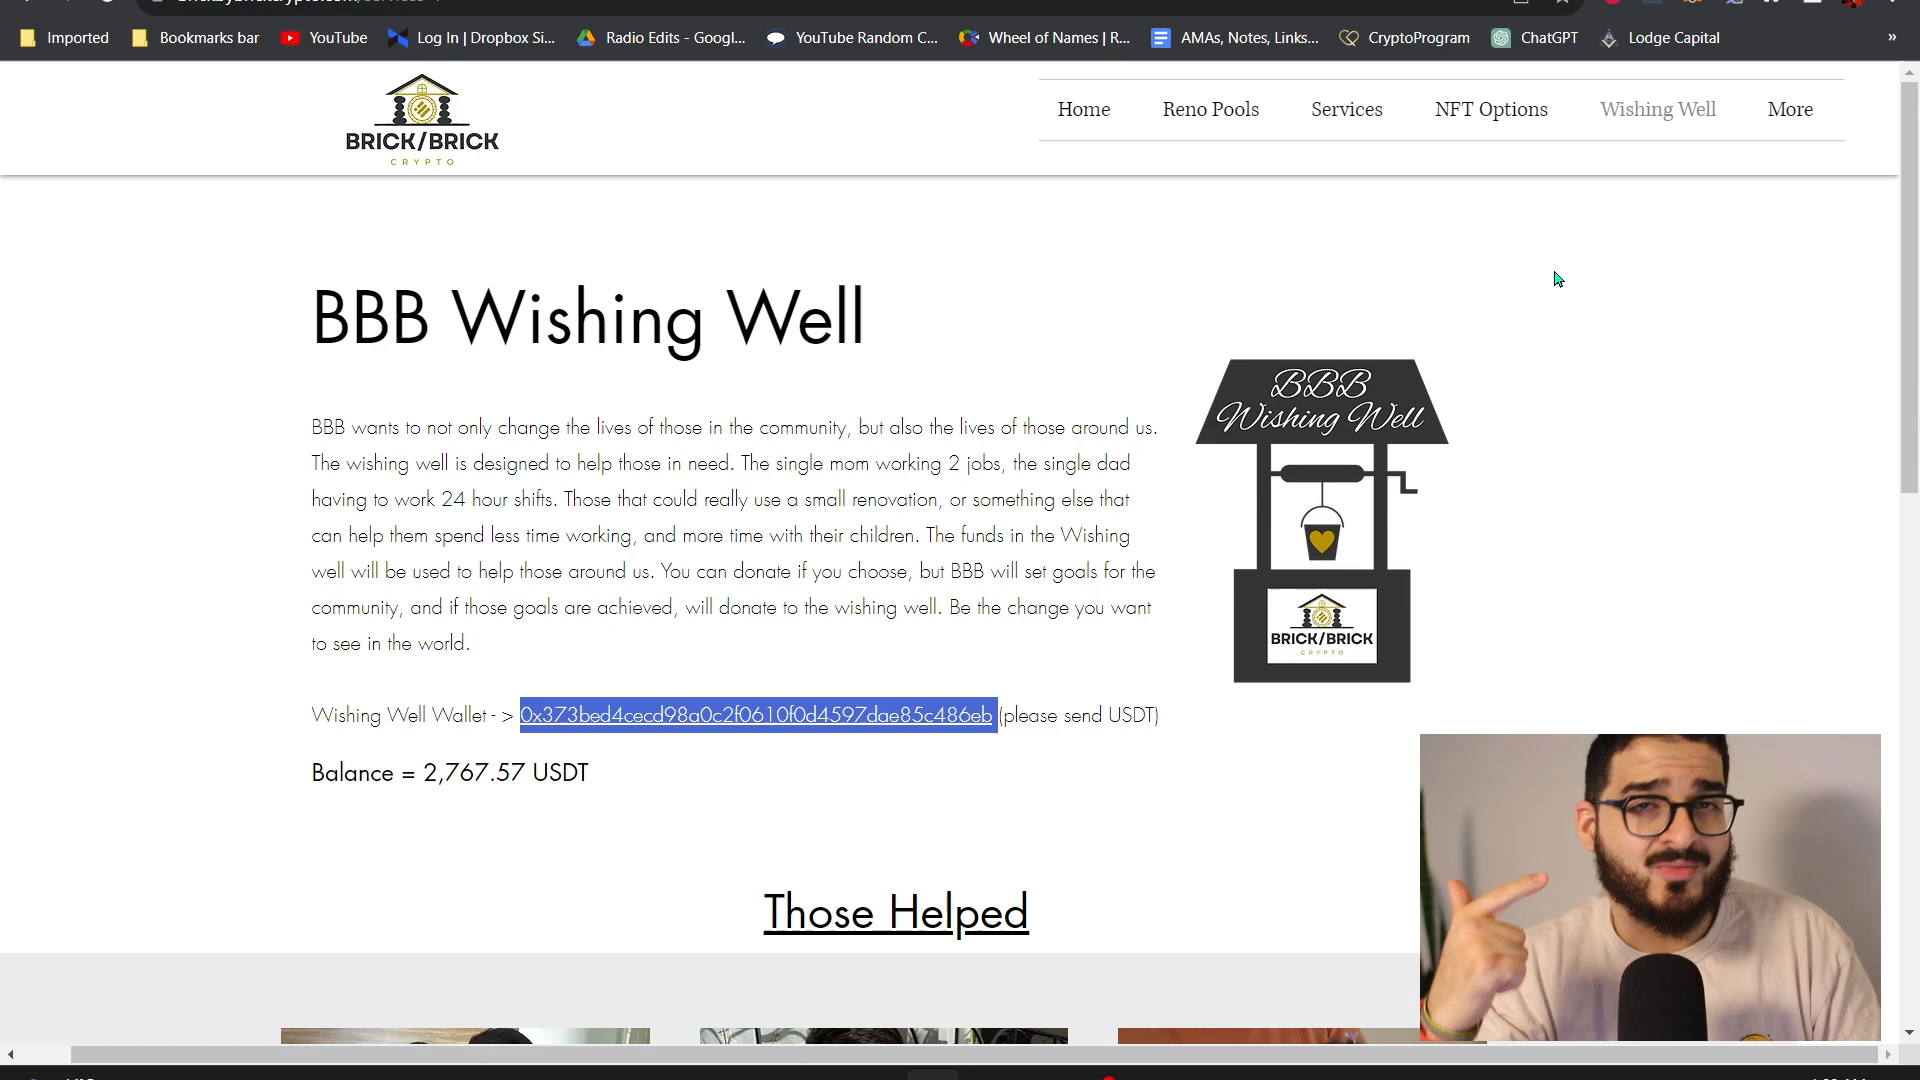 Imported
Bookmarks bar
YouTube
Log In | Dropbox Si...
Radio Edits - Googl...
YouTube Random C...
Wheel of Names | R...
AMAs, Notes, Links...
CryptoProgram
ChatGPT
Lodge Capital
»
BRICK/BRICK
CRYPTO
Home
Reno Pools
Services
NFT Options
Wishing Well
More
BBB Wishing Well
BBB wants to not only change the lives of those in the community, but also the lives of those around us.
The wishing well is designed to help those in need. The single mom working 2 jobs, the single dad
having to work 24 hour shifts. Those that could really use a small renovation, or something else that
can help them spend less time working, and more time with their children. The funds in the Wishing
well will be used to help those around us. You can donate if you choose, but BBB will set goals for the
community, and if those goals are achieved, will donate to the wishing well. Be the change you want
to see in the world.
Wishing Well Wallet - > 0x373bed4cecd98a0c2f0610f0d4597dae85c486eb (please send USDT)
Balance = 2,767.57 USDT
BBB
Wishing Well
BRICK/BRICK
CRYPTO
Those Helped